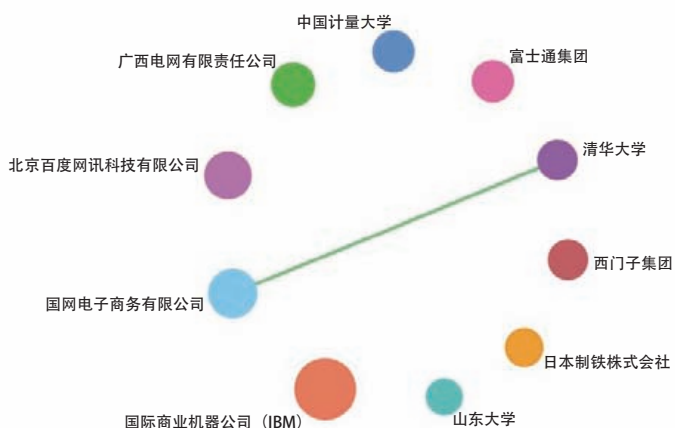 中国计量大学
广西电网有限责任公司
富士通集团
清华大学
北京百度网讯科技有限公司
西门子集团
国网电子商务有限公司
日本制铁株式会社
国际商业机器公司（IBM）
山东大学